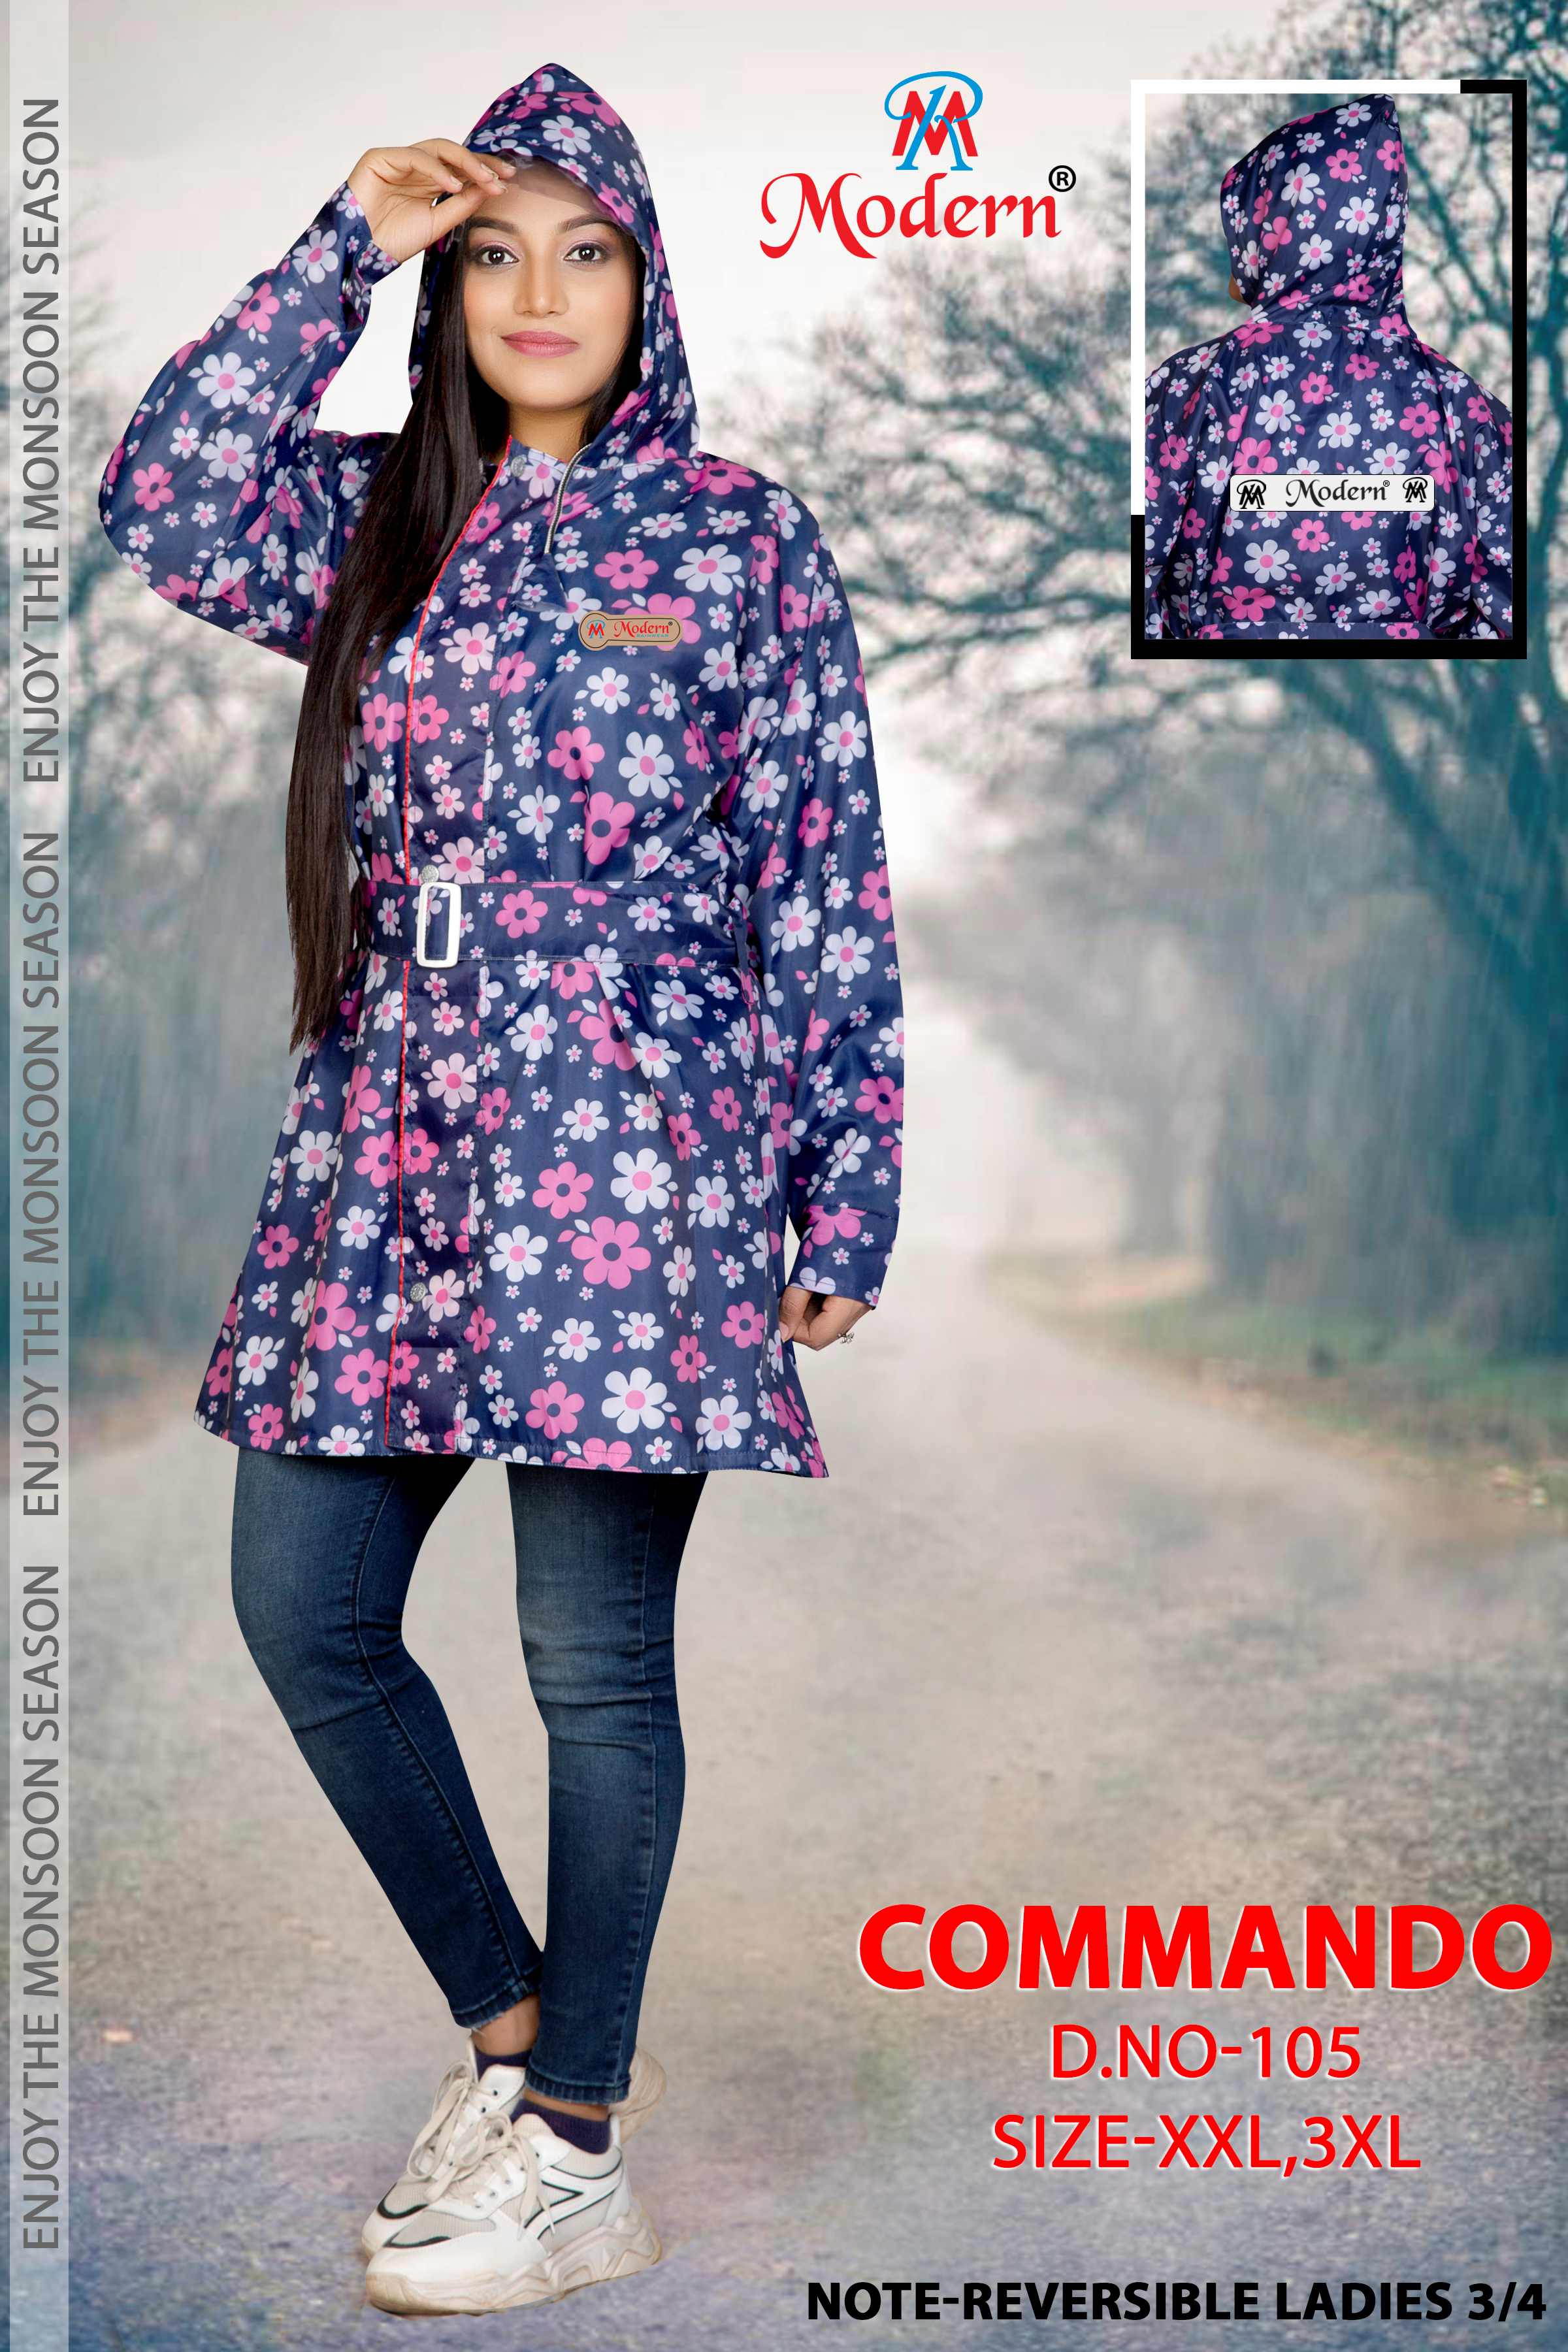 ENJOY THE MONSOON SEASON ENJOY THE MONSOON SEASON ENJOY THE MONSOON SEASON
Modern®
Modern®
Modern®
COMMANDO
D.NO-105
SIZE-XXL,3XL
NOTE-REVERSIBLE LADIES 3/4